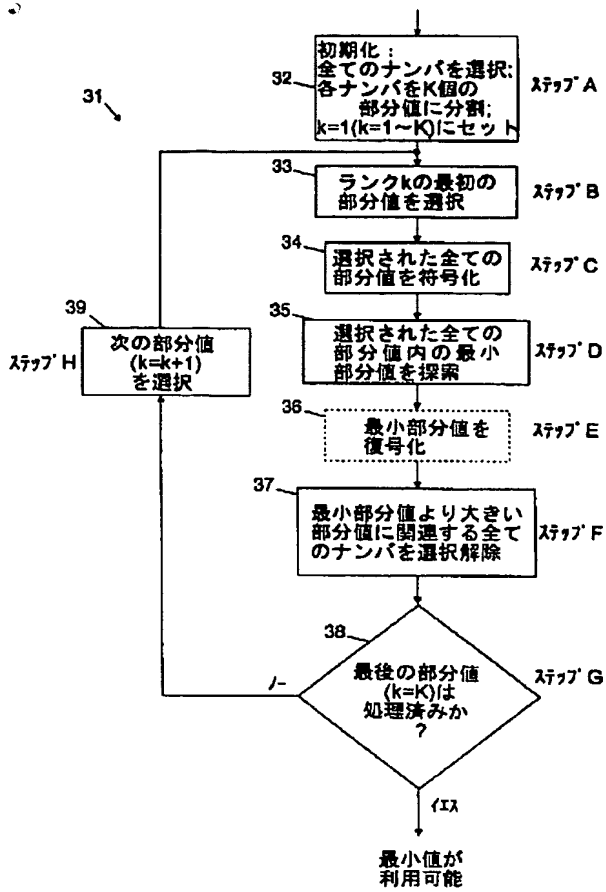 31
32
初期化：
全てのナンバを選択;
各ナンバをK個の
部分値に分割;
k=1(k=1〜K)にセット
ステップA
33
ランクkの最初の
部分値を選択
ステップB
34
選択された全ての
部分値を符号化
ステップC
35
選択された全ての
部分値内の最小
部分値を探索
ステップD
36
最小部分値を
復号化
ステップE
37
最小部分値より大きい
部分値に関連する全て
のナンバを選択解除
ステップF
38
最後の部分値
(k=K)は
処理済みか
?
ステップG
ノー
39
次の部分値
(k=k+1)
を選択
ステップH
イエス
最小値が
利用可能